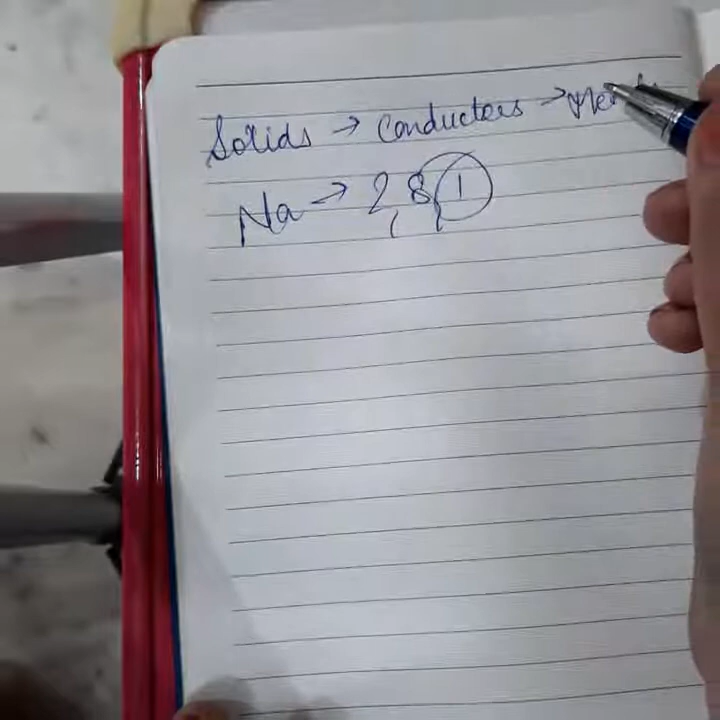 Solids → conductors →
Na → 2, 8, 1